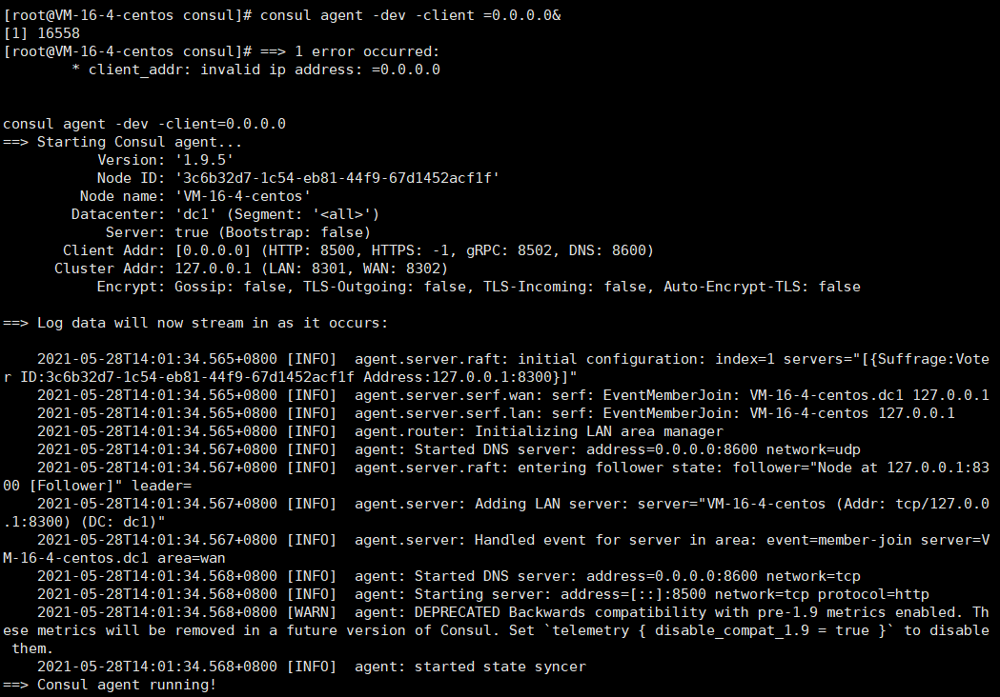 [root@VM-16-4-centos consul]# consul agent -dev -client =0.0.0.0&
[1] 16558
[root@VM-16-4-centos consul]# ==> 1 error occurred:
        * client_addr: invalid ip address: =0.0.0.0
consul agent -dev -client=0.0.0.0
==> Starting Consul agent...
           Version: '1.9.5'
           Node ID: '3c6b32d7-1c54-eb81-44f9-67d1452acf1f'
         Node name: 'VM-16-4-centos'
        Datacenter: 'dc1' (Segment: '<all>')
            Server: true (Bootstrap: false)
       Client Addr: [0.0.0.0] (HTTP: 8500, HTTPS: -1, gRPC: 8502, DNS: 8600)
      Cluster Addr: 127.0.0.1 (LAN: 8301, WAN: 8302)
           Encrypt: Gossip: false, TLS-Outgoing: false, TLS-Incoming: false, Auto-Encrypt-TLS: false
==> Log data will now stream in as it occurs:
    2021-05-28T14:01:34.565+0800 [INFO]  agent.server.raft: initial configuration: index=1 servers="[{Suffrage:Vote
r ID:3c6b32d7-1c54-eb81-44f9-67d1452acf1f Address:127.0.0.1:8300}]"
    2021-05-28T14:01:34.565+0800 [INFO]  agent.server.serf.wan: serf: EventMemberJoin: VM-16-4-centos.dc1 127.0.0.1
    2021-05-28T14:01:34.565+0800 [INFO]  agent.server.serf.lan: serf: EventMemberJoin: VM-16-4-centos 127.0.0.1
    2021-05-28T14:01:34.565+0800 [INFO]  agent.router: Initializing LAN area manager
    2021-05-28T14:01:34.567+0800 [INFO]  agent: Started DNS server: address=0.0.0.0:8600 network=udp
    2021-05-28T14:01:34.567+0800 [INFO]  agent.server.raft: entering follower state: follower="Node at 127.0.0.1:83
00 [Follower]" leader=
    2021-05-28T14:01:34.567+0800 [INFO]  agent.server: Adding LAN server: server="VM-16-4-centos (Addr: tcp/127.0.0
.1:8300) (DC: dc1)"
    2021-05-28T14:01:34.567+0800 [INFO]  agent.server: Handled event for server in area: event=member-join server=V
M-16-4-centos.dc1 area=wan
    2021-05-28T14:01:34.568+0800 [INFO]  agent: Started DNS server: address=0.0.0.0:8600 network=tcp
    2021-05-28T14:01:34.568+0800 [INFO]  agent: Starting server: address=[::]:8500 network=tcp protocol=http
    2021-05-28T14:01:34.568+0800 [WARN]  agent: DEPRECATED Backwards compatibility with pre-1.9 metrics enabled. Th
ese metrics will be removed in a future version of Consul. Set `telemetry { disable_compat_1.9 = true }` to disable
 them.
    2021-05-28T14:01:34.568+0800 [INFO]  agent: started state syncer
==> Consul agent running!